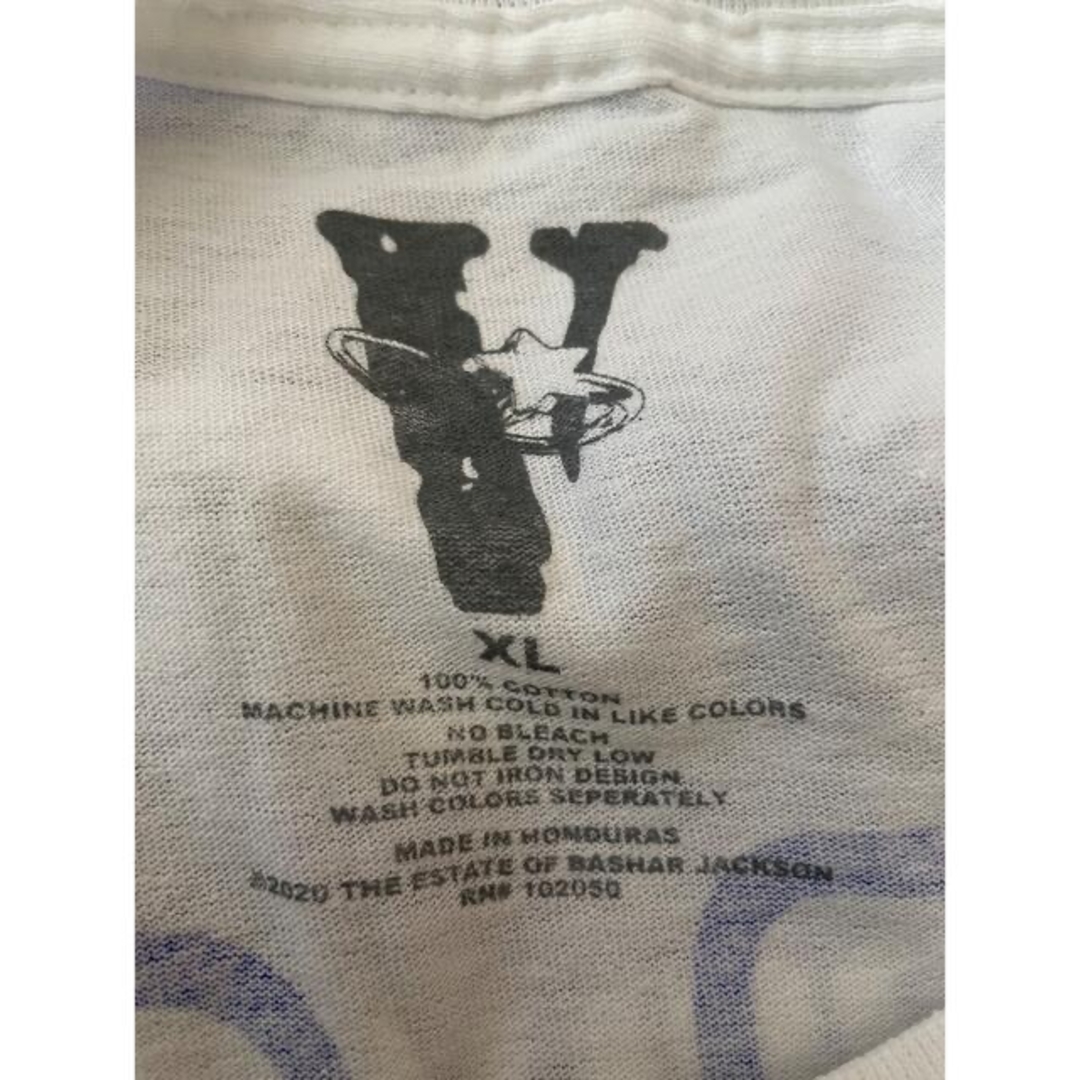 V
XL
100% COTTON
MACHINE WASH COLD IN LIKE COLORS
NO BLEACH
TUMBLE DRY LOW
DO NOT IRON DESIGN
WASH COLORS SEPERATELY
MADE IN HONDURAS
©2020 THE ESTATE OF BASHAR JACKSON
RN# 102050